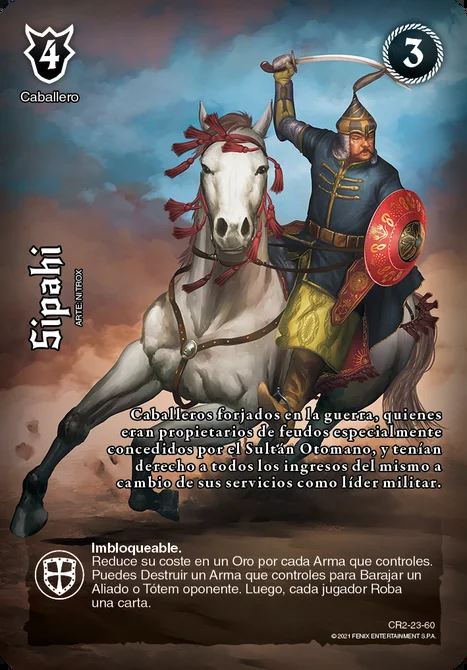 4
3
Caballero
Sipahi
ARTE: NITROX
Caballeros forjados en la guerra, quienes
eran propietarios de feudos especialmente
concedidos por el Sultán Otomano, y tenían
derecho a todos los ingresos del mismo a
cambio de sus servicios como líder militar.
Imbloqueable.
Reduce su coste en un Oro por cada Arma que controles.
Puedes Destruir un Arma que controles para Barajar un
Aliado o Tótem oponente. Luego, cada jugador Roba
una carta.
CR2-23-60
©2021 FENIX ENTERTAINMENT S.P.A.